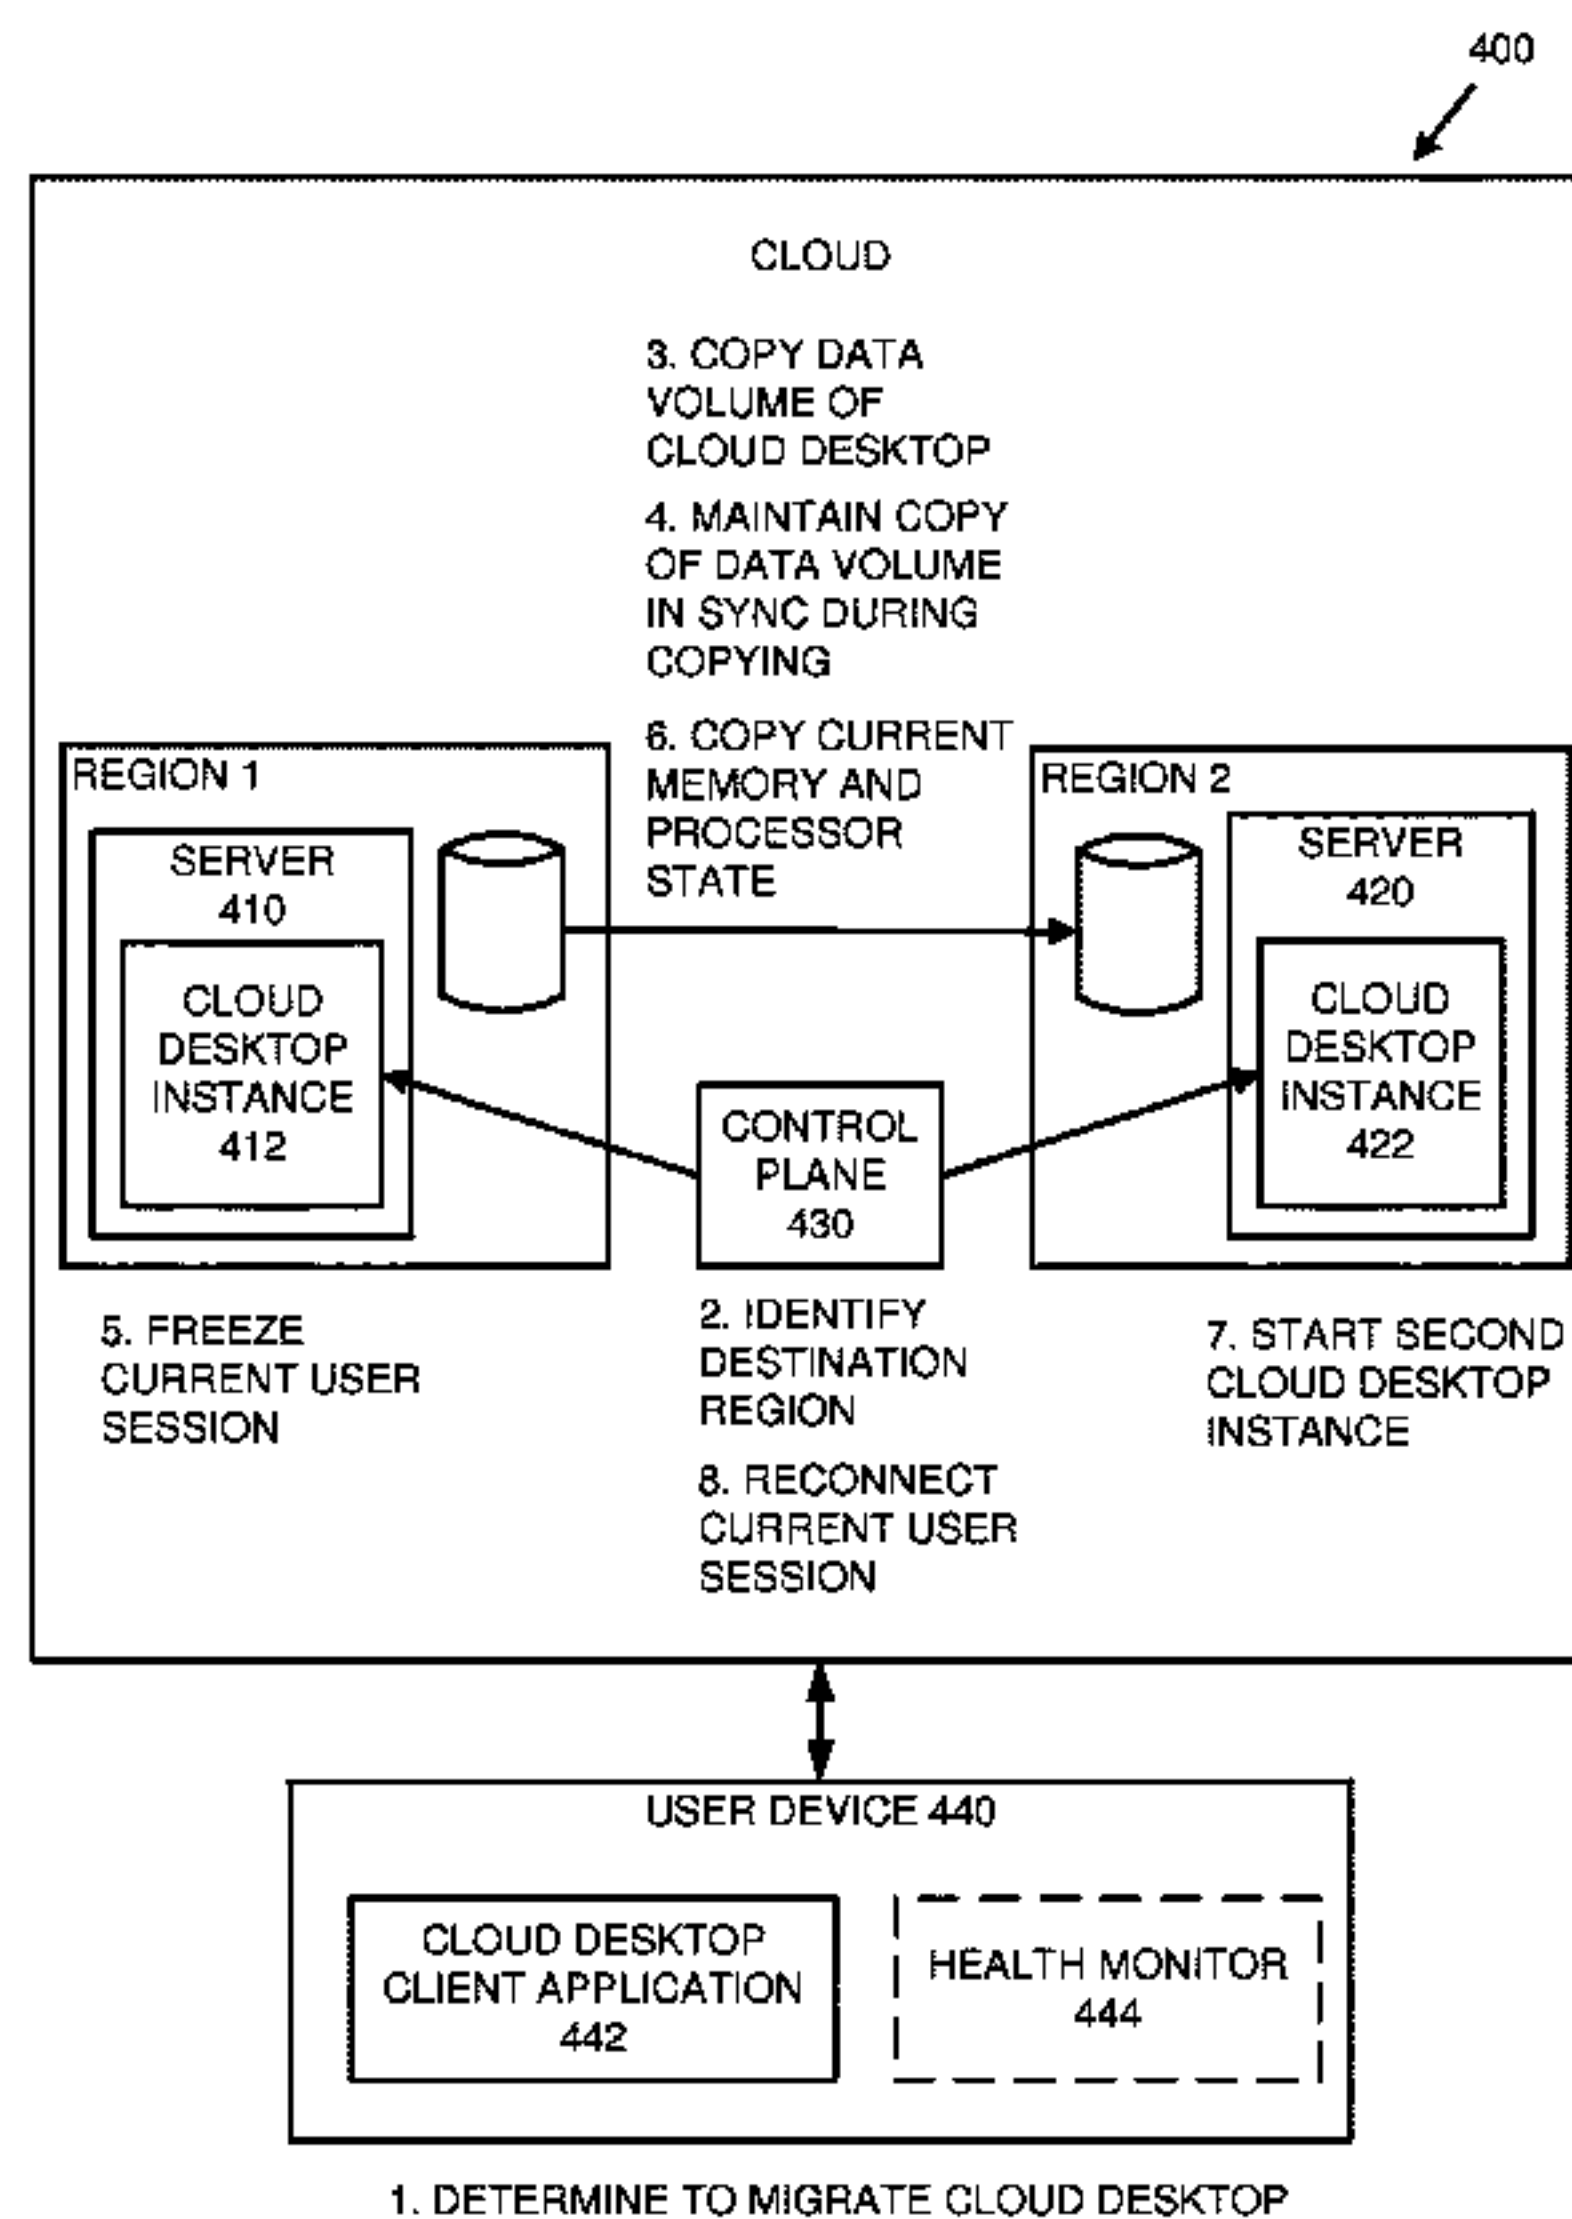 400
CLOUD
3. COPY DATA
VOLUME OF
CLOUD DESKTOP
4. MAINTAIN COPY
OF DATA VOLUME
IN SYNC DURING
COPYING
6. COPY CURRENT
MEMORY AND
PROCESSOR
STATE
REGION 1
SERVER
410
CLOUD
DESKTOP
INSTANCE
412
REGION 2
SERVER
420
CLOUD
DESKTOP
INSTANCE
422
CONTROL
PLANE
430
5. FREEZE
CURRENT USER
SESSION
2. IDENTIFY
DESTINATION
REGION
8. RECONNECT
CURRENT USER
SESSION
7. START SECOND
CLOUD DESKTOP
INSTANCE
USER DEVICE 440
CLOUD DESKTOP
CLIENT APPLICATION
442
HEALTH MONITOR
444
1. DETERMINE TO MIGRATE CLOUD DESKTOP